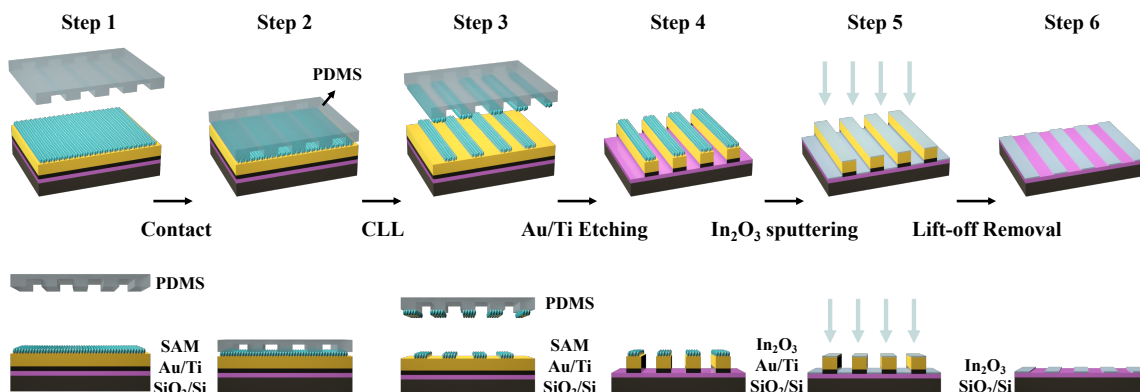 Step 1 Step 2 Step 3 Step 4 Step 5 Step 6
PDMS
Contact CLL Au/Ti Etching In₂O₃ sputtering Lift-off Removal
PDMS PDMS
SAM SAM In₂O₃ In₂O₃
Au/Ti Au/Ti Au/Ti
SiO₂/Si SiO₂/Si SiO₂/Si SiO₂/Si